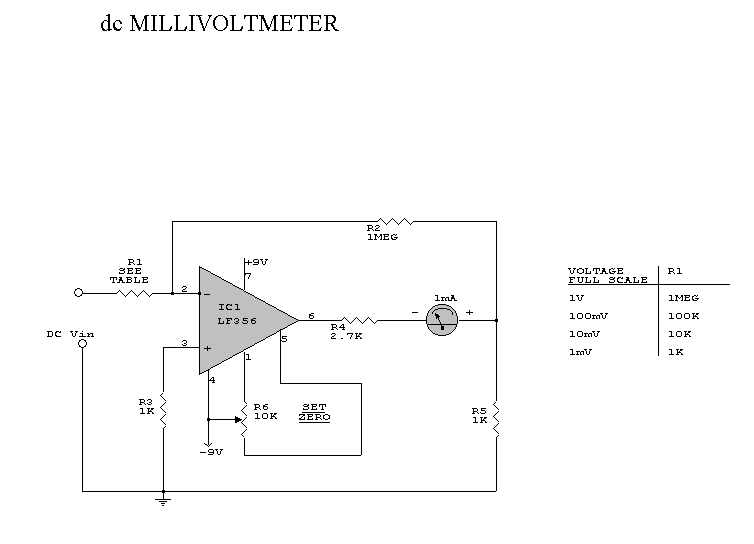 dc MILLIVOLTMETER
R2
1MEG
R1
SEE
TABLE
+9V
7
2
-
IC1
LF356
6
R4
2.7K
1mA
-
+
DC Vin
3
+
1
5
4
R3
1K
R6
10K
SET
ZERO
R5
1K
-9V
VOLTAGE
FULL SCALE
R1
1V
1MEG
100mV
100K
10mV
10K
1mV
1K